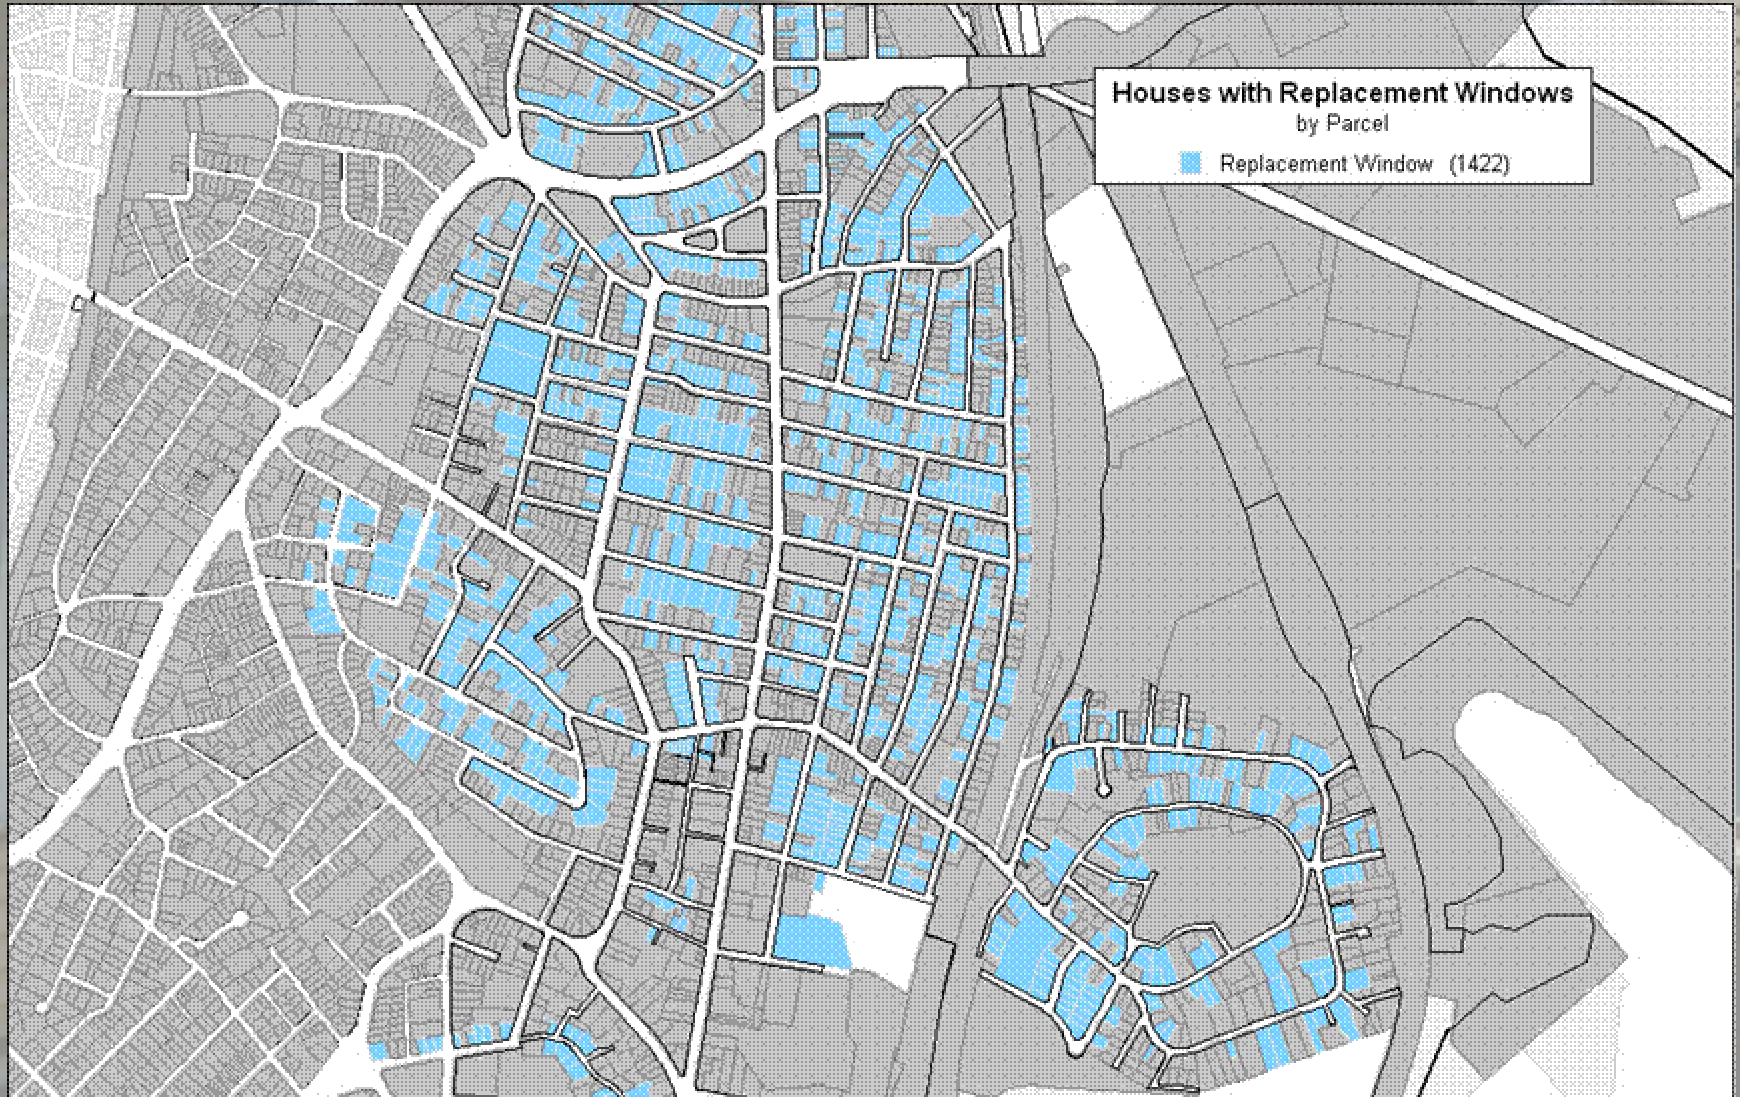 Houses with Replacement Windows
by Parcel
Replacement Window (1422)